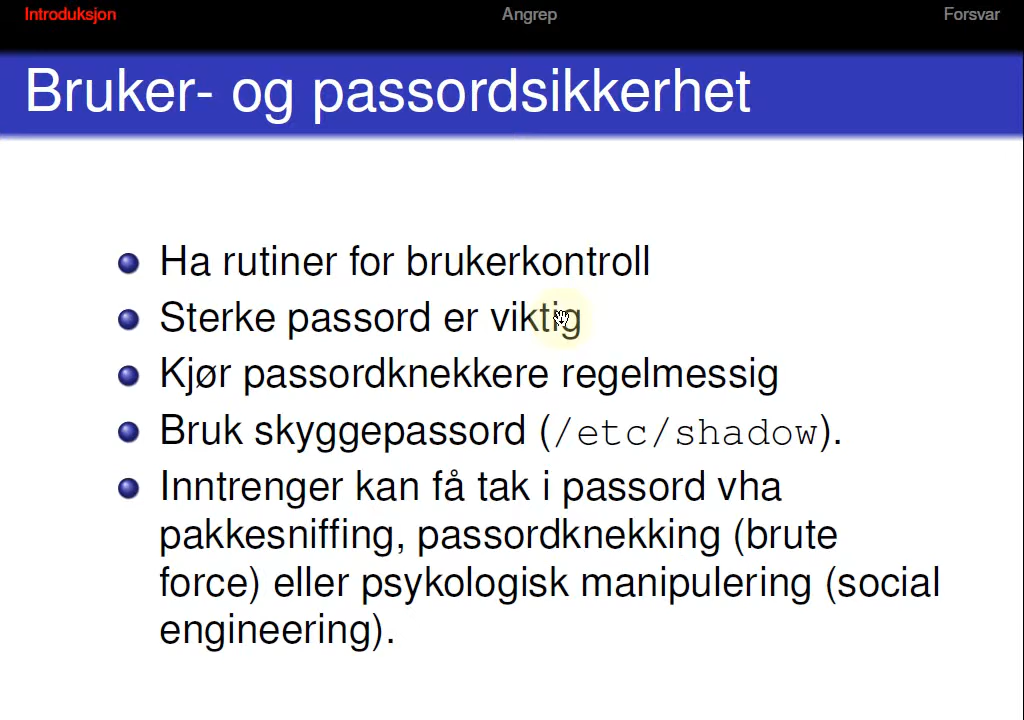 Introduksjon Angrep Forsvar
Bruker- og passordsikkerhet
Ha rutiner for brukerkontroll
Sterke passord er viktig
Kjør passordknekkere regelmessig
Bruk skyggepassord (/etc/shadow).
Inntrenger kan få tak i passord vha
pakkesniffing, passordknekking (brute
force) eller psykologisk manipulering (social
engineering).